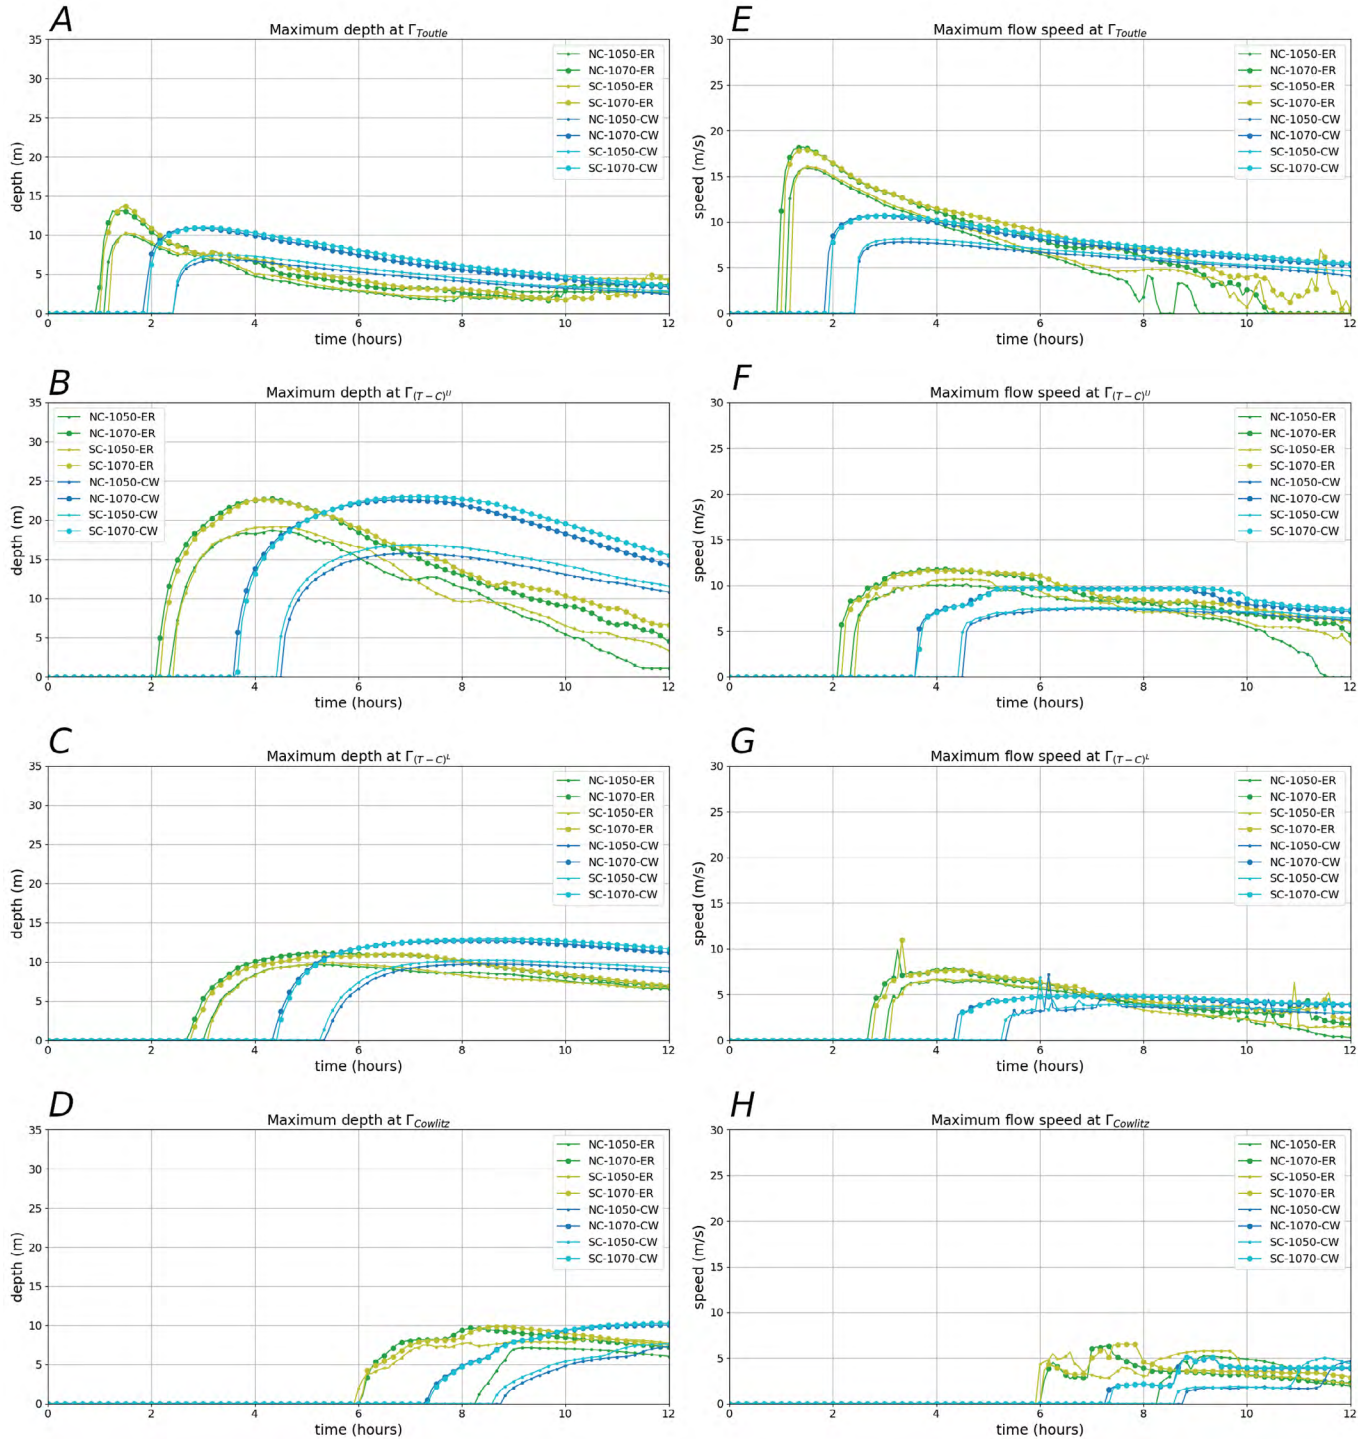 A
Maximum depth at Γ_Toutle
35
30
25
20
15
10
5
0
depth (m)
0 2 4 6 8 10 12
time (hours)
NC-1050-ER
NC-1070-ER
SC-1050-ER
SC-1070-ER
NC-1050-CW
NC-1070-CW
SC-1050-CW
SC-1070-CW
E
Maximum flow speed at Γ_Toutle
30
25
20
15
10
5
0
speed (m/s)
0 2 4 6 8 10 12
time (hours)
NC-1050-ER
NC-1070-ER
SC-1050-ER
SC-1070-ER
NC-1050-CW
NC-1070-CW
SC-1050-CW
SC-1070-CW
B
Maximum depth at Γ_(T−C)^U
35
30
25
20
15
10
5
0
depth (m)
0 2 4 6 8 10 12
time (hours)
NC-1050-ER
NC-1070-ER
SC-1050-ER
SC-1070-ER
NC-1050-CW
NC-1070-CW
SC-1050-CW
SC-1070-CW
F
Maximum flow speed at Γ_(T−C)^U
30
25
20
15
10
5
0
speed (m/s)
0 2 4 6 8 10 12
time (hours)
NC-1050-ER
NC-1070-ER
SC-1050-ER
SC-1070-ER
NC-1050-CW
NC-1070-CW
SC-1050-CW
SC-1070-CW
C
Maximum depth at Γ_(T−C)^L
35
30
25
20
15
10
5
0
depth (m)
0 2 4 6 8 10 12
time (hours)
NC-1050-ER
NC-1070-ER
SC-1050-ER
SC-1070-ER
NC-1050-CW
NC-1070-CW
SC-1050-CW
SC-1070-CW
G
Maximum flow speed at Γ_(T−C)^L
30
25
20
15
10
5
0
speed (m/s)
0 2 4 6 8 10 12
time (hours)
NC-1050-ER
NC-1070-ER
SC-1050-ER
SC-1070-ER
NC-1050-CW
NC-1070-CW
SC-1050-CW
SC-1070-CW
D
Maximum depth at Γ_Cowlitz
35
30
25
20
15
10
5
0
depth (m)
0 2 4 6 8 10 12
time (hours)
NC-1050-ER
NC-1070-ER
SC-1050-ER
SC-1070-ER
NC-1050-CW
NC-1070-CW
SC-1050-CW
SC-1070-CW
H
Maximum flow speed at Γ_Cowlitz
30
25
20
15
10
5
0
speed (m/s)
0 2 4 6 8 10 12
time (hours)
NC-1050-ER
NC-1070-ER
SC-1050-ER
SC-1070-ER
NC-1050-CW
NC-1070-CW
SC-1050-CW
SC-1070-CW